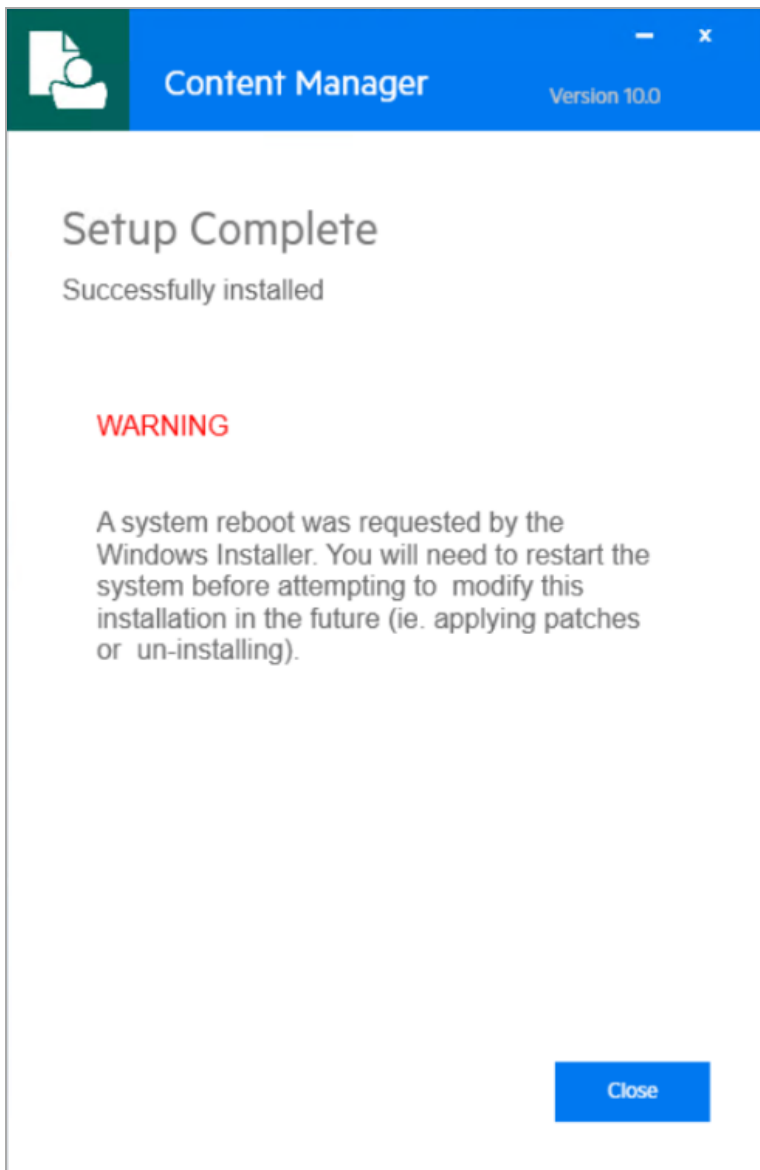 Content Manager
Version 10.0
Setup Complete
Successfully installed
WARNING
A system reboot was requested by the
Windows Installer. You will need to restart the
system before attempting to  modify this
installation in the future (ie. applying patches
or  un-installing).
Close